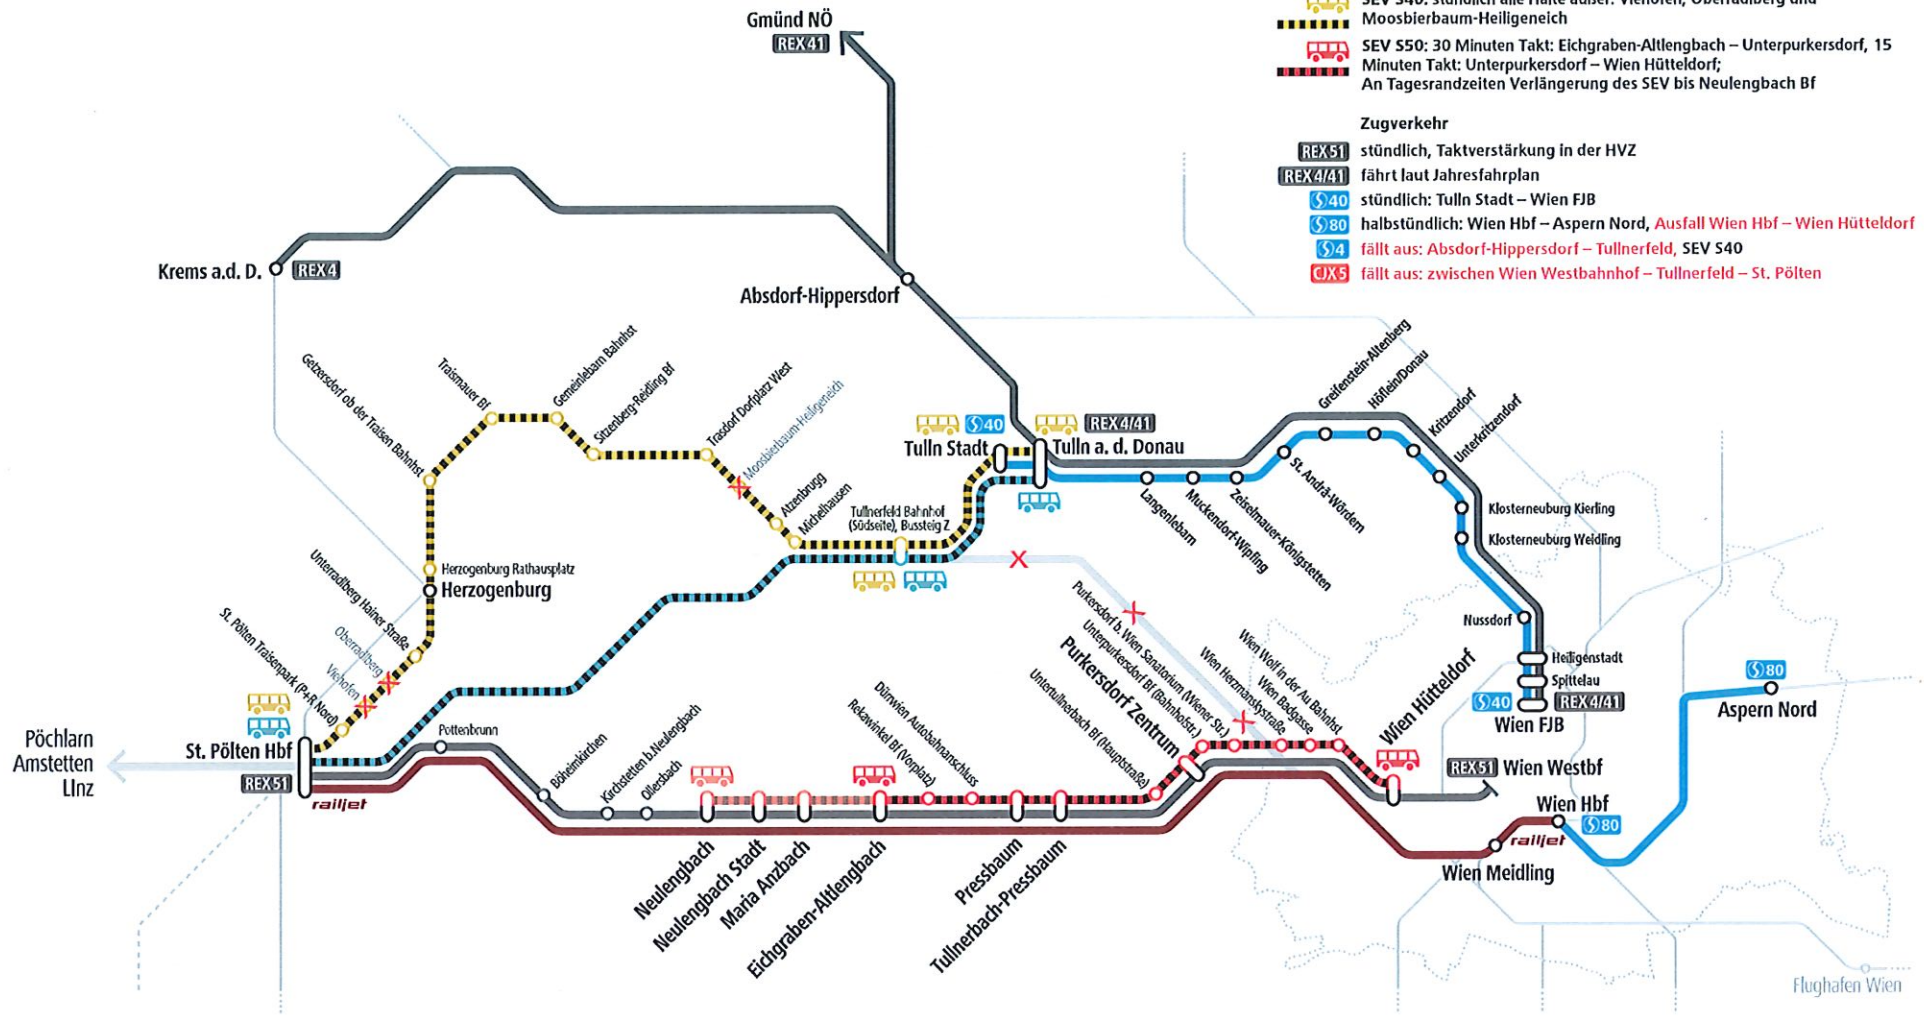 SEV S40: stündlich alle Halte außer: Viehofen, Oberradlberg und
Moosbierbaum-Heiligeneich
SEV S50: 30 Minuten Takt: Eichgraben-Altlengbach – Unterpurkersdorf, 15
Minuten Takt: Unterpurkersdorf – Wien Hütteldorf;
An Tagesrandzeiten Verlängerung des SEV bis Neulengbach Bf
Zugverkehr
REX51 stündlich, Taktverstärkung in der HVZ
REX4/41 fährt laut Jahresfahrplan
S40 stündlich: Tulln Stadt – Wien FJB
S80 halbstündlich: Wien Hbf – Aspern Nord, Ausfall Wien Hbf – Wien Hütteldorf
S4 fällt aus: Absdorf-Hippersdorf – Tullnerfeld, SEV S40
CJX5 fällt aus: zwischen Wien Westbahnhof – Tullnerfeld – St. Pölten
Gmünd NÖ
REX41
Krems a.d. D. REX4
Absdorf-Hippersdorf
Getzersdorf ob der Traisen Bahnhst
Traismauer Bf
Gemeinlebarn Bahnhst
Sitzenberg-Reidling Bf
Trasdorf Dorfplatz West
Moosbierbaum-Heiligeneich
Atzenbrugg
Michelhausen
Tullnerfeld Bahnhof
(Südseite), Bussteig Z
S40
Tulln Stadt
REX4/41
Tulln a. d. Donau
Langenlebarn
Muckendorf-Wipfing
Zeiselmauer-Königstetten
St. Andrä-Wördern
Greifenstein-Altenberg
Höflein/Donau
Kritzendorf
Unterkritzendorf
Klosterneuburg Kierling
Klosterneuburg Weidling
Nussdorf
Heiligenstadt
Spittelau
S40
REX4/41
Wien FJB
S80
Aspern Nord
Herzogenburg Rathausplatz
Herzogenburg
Unterradlberg Hainer Straße
Oberradlberg
Viehofen
St. Pölten Traisenpark (P+R Nord)
Pöchlarn
Amstetten
Linz
St. Pölten Hbf
REX51
railjet
Pottenbrunn
Böheimkirchen
Kirchstetten b.Neulengbach
Ollersbach
Neulengbach
Neulengbach Stadt
Maria Anzbach
Eichgraben-Altlengbach
Rekawinkel Bf (Vorplatz)
Dürrwien Autobahnanschluss
Pressbaum
Tullnerbach-Pressbaum
Untertullnerbach Bf (Hauptstraße)
Purkersdorf Zentrum
Unterpurkersdorf Bf (Bahnhofstr.)
Purkersdorf b. Wien Sanatorium (Wiener Str.)
Wien Herzmanskystraße
Wien Badgasse
Wien Wolf in der Au Bahnhst
Wien Hütteldorf
REX51 Wien Westbf
Wien Hbf
S80
railjet
Wien Meidling
Flughafen Wien